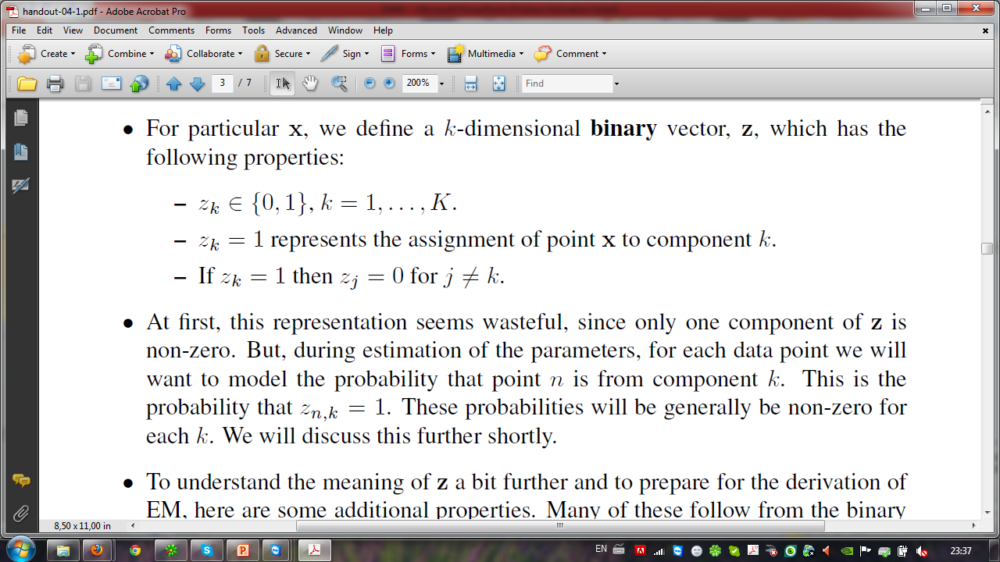 handout-04-1.pdf - Adobe Acrobat Pro
File Edit View Document Comments Forms Tools Advanced Window Help
Create Combine Collaborate Secure Sign Forms Multimedia Comment
3 / 7 200% Find
• For particular x, we define a k-dimensional binary vector, z, which has the
following properties:
– z_k ∈ {0, 1}, k = 1, . . . , K.
– z_k = 1 represents the assignment of point x to component k.
– If z_k = 1 then z_j = 0 for j ≠ k.
• At first, this representation seems wasteful, since only one component of z is
non-zero. But, during estimation of the parameters, for each data point we will
want to model the probability that point n is from component k. This is the
probability that z_{n,k} = 1. These probabilities will be generally be non-zero for
each k. We will discuss this further shortly.
• To understand the meaning of z a bit further and to prepare for the derivation of
EM, here are some additional properties. Many of these follow from the binary
8,50 x 11,00 in
EN 23:37